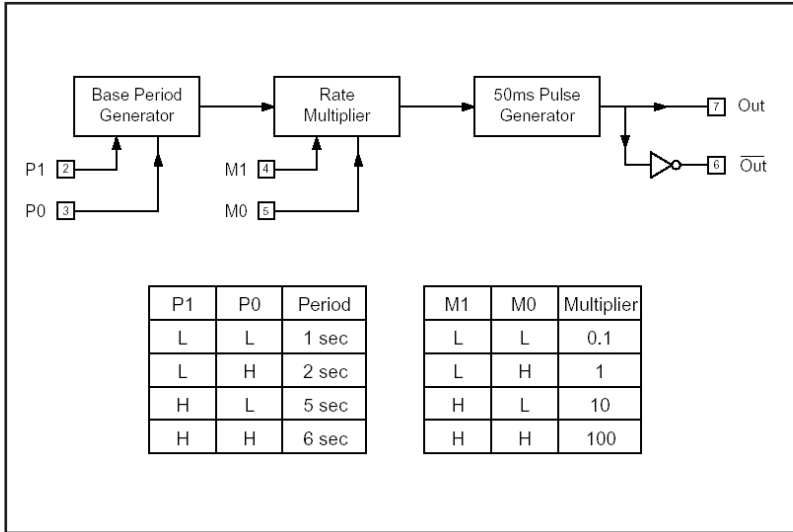 Base Period
Generator
Rate
Multiplier
50ms Pulse
Generator
7 Out
P1 2
M1 4
6 Out
P0 3
M0 5
P1 P0 Period
L L 1 sec
L H 2 sec
H L 5 sec
H H 6 sec
M1 M0 Multiplier
L L 0.1
L H 1
H L 10
H H 100